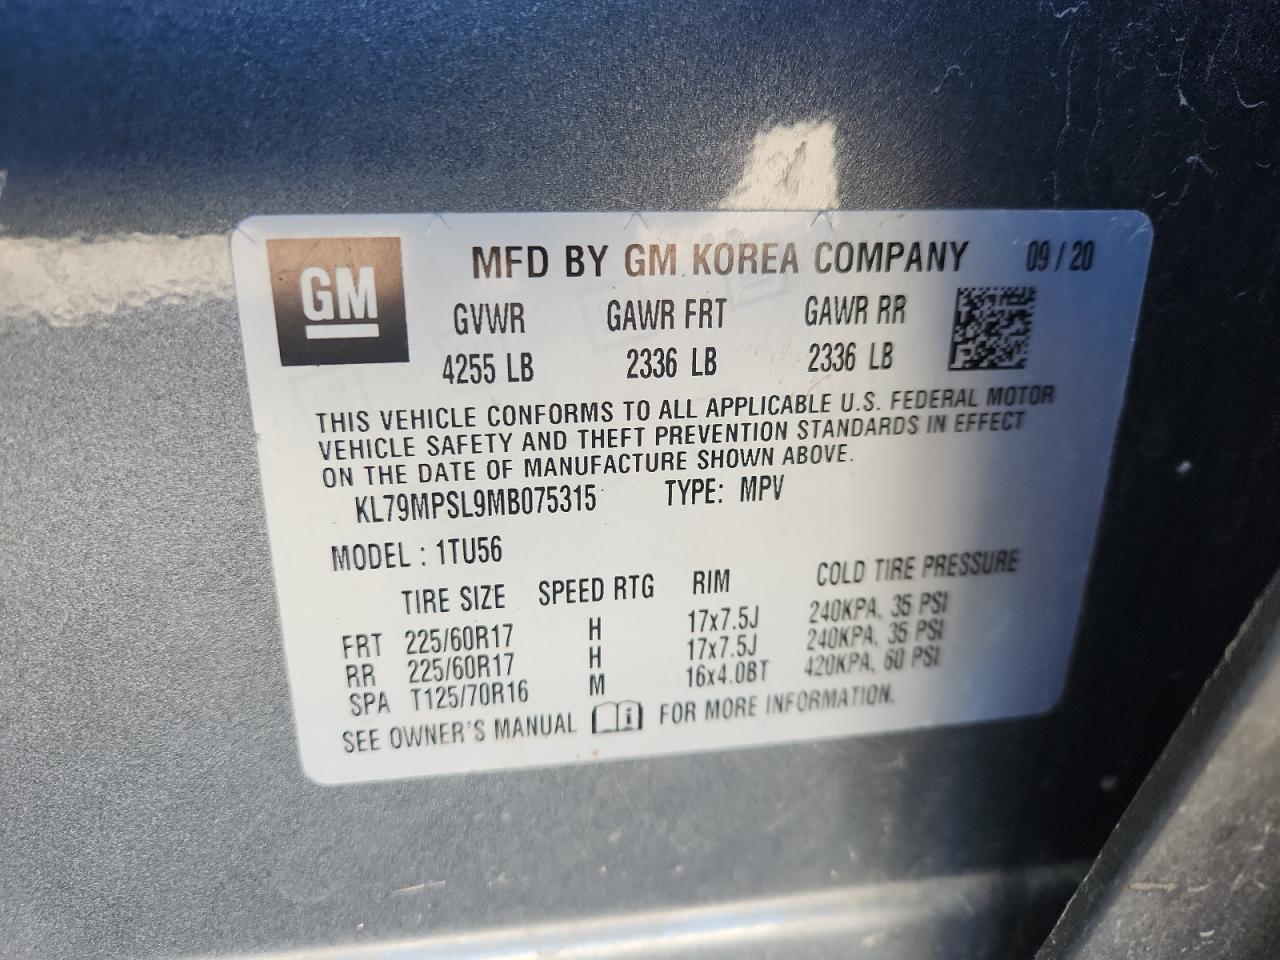 GM
MFD BY GM KOREA COMPANY 09/20
GVWR GAWR FRT GAWR RR
4255 LB 2336 LB 2336 LB
THIS VEHICLE CONFORMS TO ALL APPLICABLE U.S. FEDERAL MOTOR
VEHICLE SAFETY AND THEFT PREVENTION STANDARDS IN EFFECT
ON THE DATE OF MANUFACTURE SHOWN ABOVE.
KL79MPSL9MB075315 TYPE: MPV
MODEL : 1TU56
TIRE SIZE SPEED RTG RIM COLD TIRE PRESSURE
FRT 225/60R17 H 17x7.5J 240KPA, 35 PSI
RR 225/60R17 H 17x7.5J 240KPA, 35 PSI
SPA T125/70R16 M 16x4.0BT 420KPA, 60 PSI
SEE OWNER'S MANUAL i FOR MORE INFORMATION.